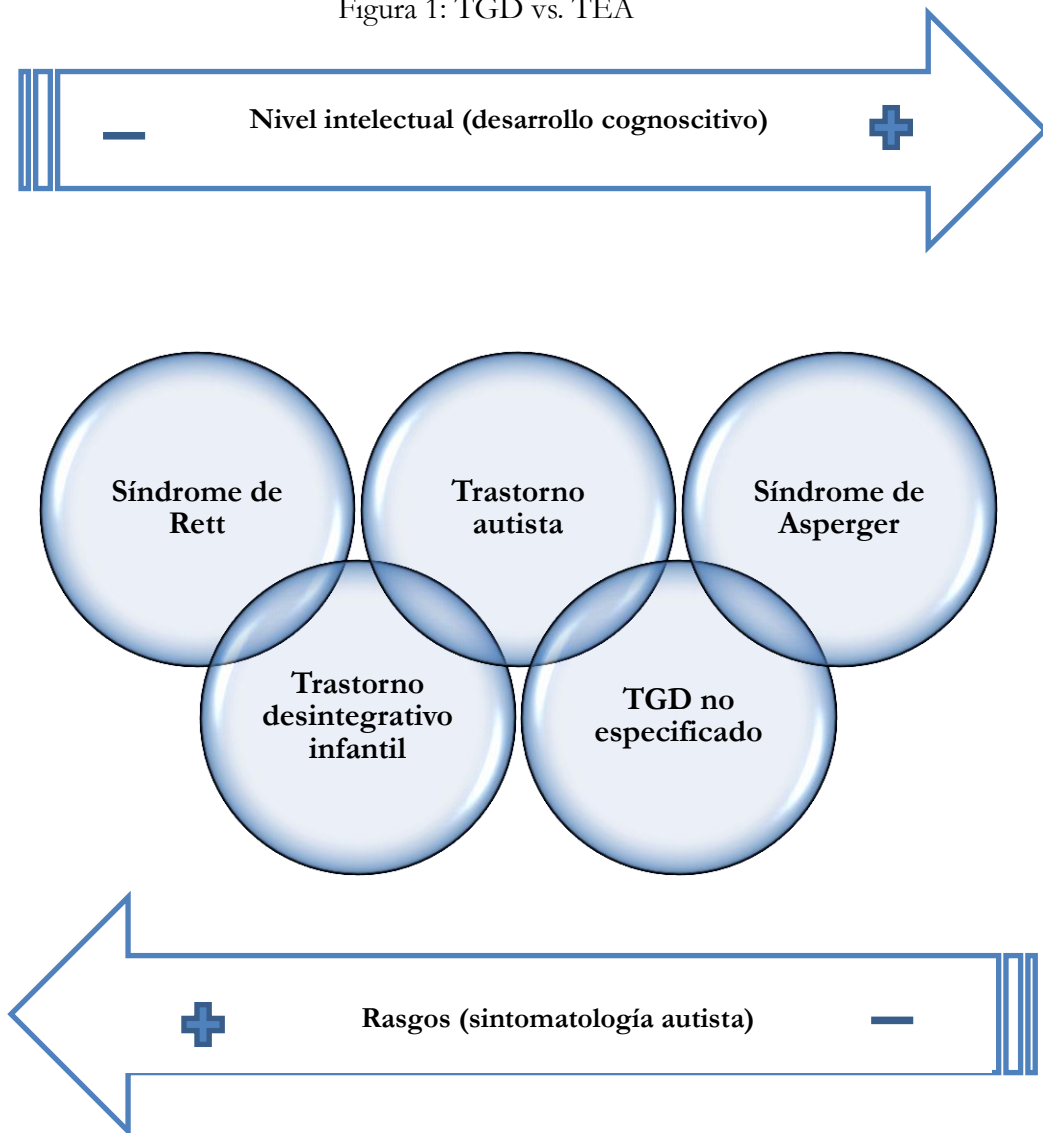 Figura 1: TGD vs. TEA
Nivel intelectual (desarrollo cognoscitivo)
Síndrome de
Rett
Trastorno
autista
Síndrome de
Asperger
Trastorno
desintegrativo
infantil
TGD no
especificado
Rasgos (sintomatología autista)